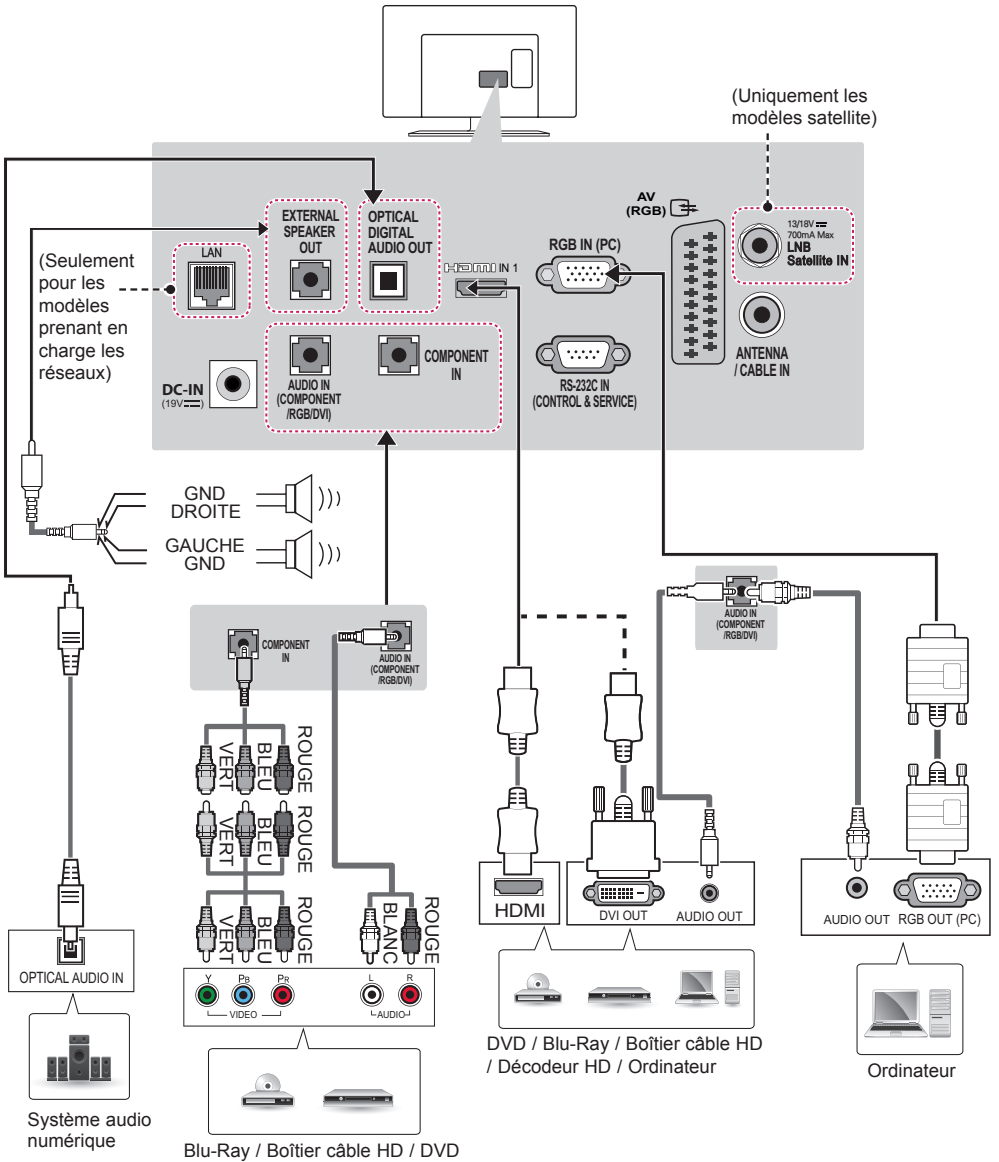 (Uniquement les
modèles satellite)
(Seulement
pour les
modèles
prenant en
charge les
réseaux)
LAN
EXTERNAL
SPEAKER
OUT
OPTICAL
DIGITAL
AUDIO OUT
HDMI IN 1
RGB IN (PC)
AV
(RGB)
13/18V
700mA Max
LNB
Satellite IN
DC-IN
(19V)
AUDIO IN
(COMPONENT
/RGB/DVI)
COMPONENT
IN
RS-232C IN
(CONTROL & SERVICE)
ANTENNA
/ CABLE IN
GND
DROITE
GAUCHE
GND
COMPONENT
IN
AUDIO IN
(COMPONENT
/RGB/DVI)
AUDIO IN
(COMPONENT
/RGB/DVI)
VERT
BLEU
ROUGE
VERT
BLEU
ROUGE
VERT
BLEU
ROUGE
BLANC
ROUGE
OPTICAL AUDIO IN
Y
PB
PR
VIDEO
L
R
AUDIO
HDMI
DVI OUT
AUDIO OUT
AUDIO OUT
RGB OUT (PC)
Système audio
numérique
Blu-Ray / Boîtier câble HD / DVD
DVD / Blu-Ray / Boîtier câble HD
/ Décodeur HD / Ordinateur
Ordinateur